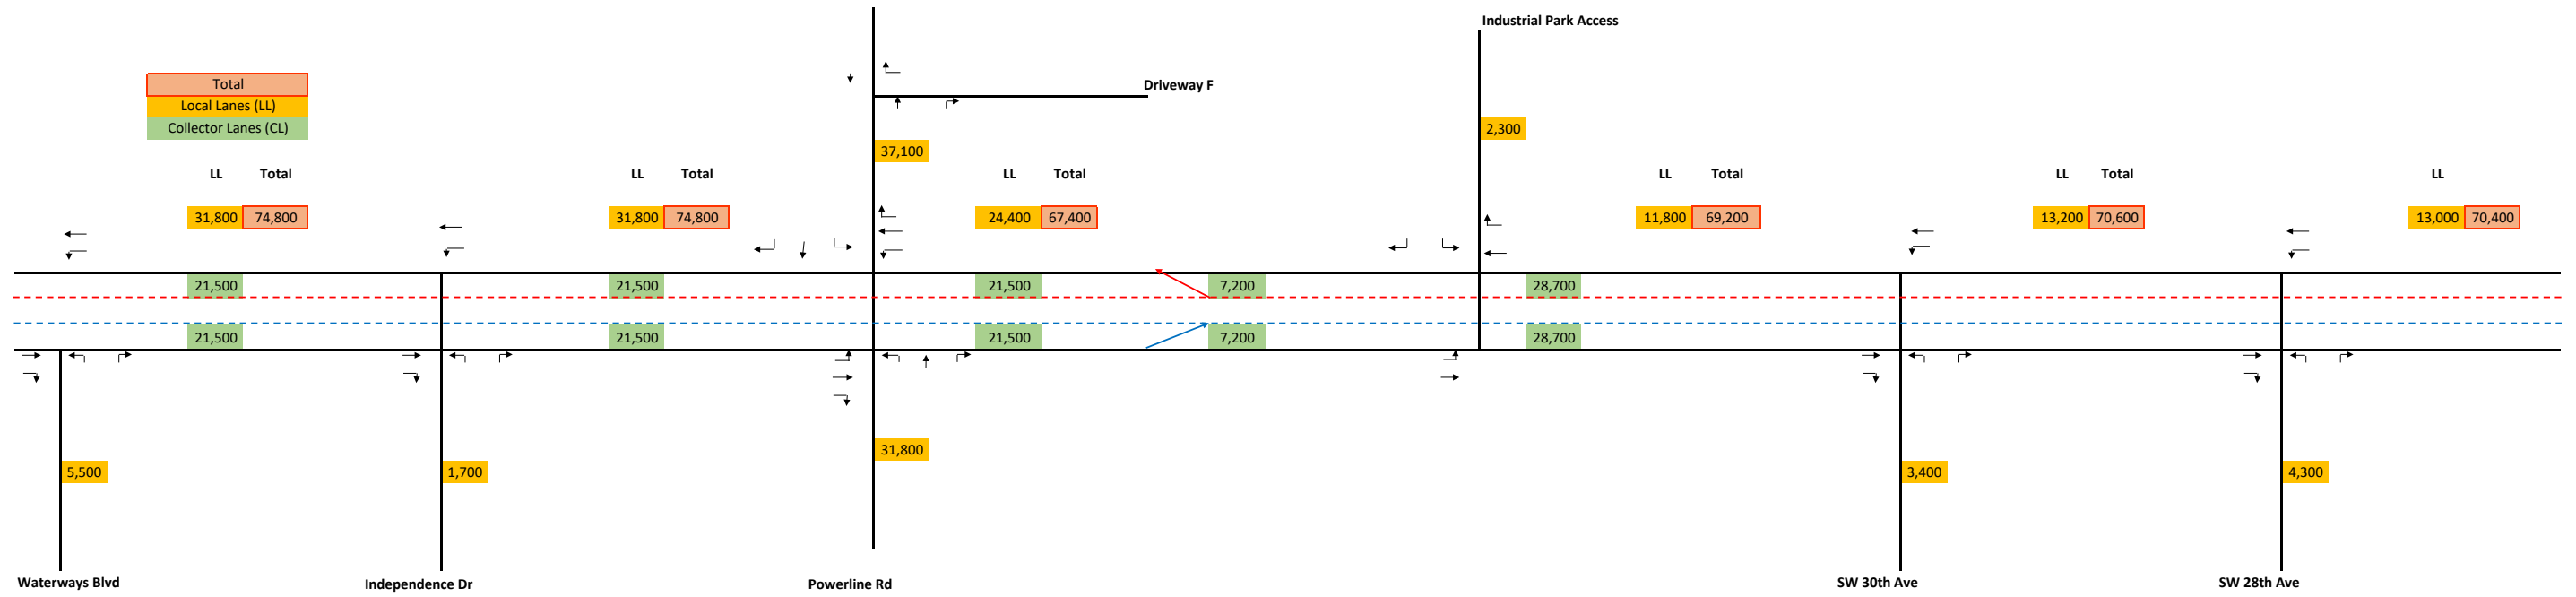 Industrial Park Access
Total
Local Lanes (LL)
Collector Lanes (CL)
Driveway F
2,300
37,100
LL Total LL Total LL Total LL Total LL Total LL
31,800 74,800 31,800 74,800 24,400 67,400 11,800 69,200 13,200 70,600 13,000 70,400
21,500 21,500 21,500 7,200 28,700
21,500 21,500 21,500 7,200 28,700
31,800
5,500 1,700 3,400 4,300
Waterways Blvd Independence Dr Powerline Rd SW 30th Ave SW 28th Ave